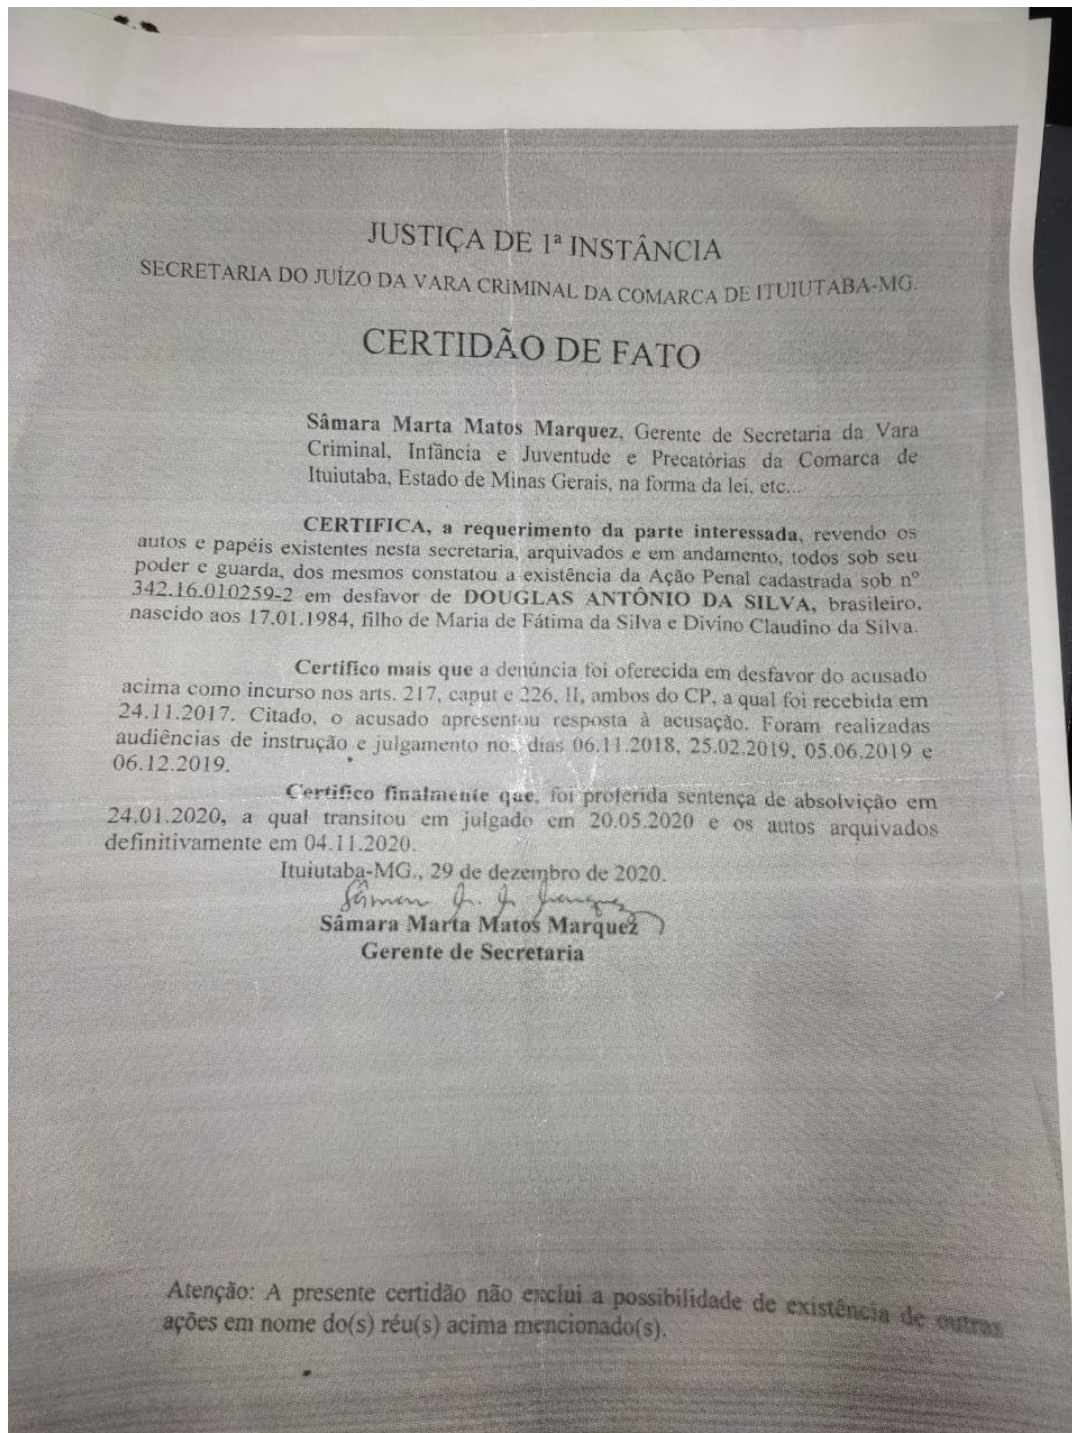 JUSTIÇA DE 1ª INSTÂNCIA
SECRETARIA DO JUÍZO DA VARA CRIMINAL DA COMARCA DE ITUIUTABA-MG.
CERTIDÃO DE FATO
Sâmara Marta Matos Marquez, Gerente de Secretaria da Vara
Criminal, Infância e Juventude e Precatórias da Comarca de
Ituiutaba, Estado de Minas Gerais, na forma da lei, etc...
CERTIFICA, a requerimento da parte interessada, revendo os
autos e papéis existentes nesta secretaria, arquivados e em andamento, todos sob seu
poder e guarda, dos mesmos constatou a existência da Ação Penal cadastrada sob nº
342.16.010259-2 em desfavor de DOUGLAS ANTÔNIO DA SILVA, brasileiro,
nascido aos 17.01.1984, filho de Maria de Fátima da Silva e Divino Claudino da Silva.
Certifico mais que a denúncia foi oferecida em desfavor do acusado
acima como incurso nos arts. 217, caput e 226, II, ambos do CP, a qual foi recebida em
24.11.2017. Citado, o acusado apresentou resposta à acusação. Foram realizadas
audiências de instrução e julgamento nos dias 06.11.2018, 25.02.2019, 05.06.2019 e
06.12.2019.
Certifico finalmente que, foi proferida sentença de absolvição em
24.01.2020, a qual transitou em julgado em 20.05.2020 e os autos arquivados
definitivamente em 04.11.2020.
Ituiutaba-MG., 29 de dezembro de 2020.
Sâmara Marta Matos Marquez
Gerente de Secretaria
Atenção: A presente certidão não exclui a possibilidade de existência de outras
ações em nome do(s) réu(s) acima mencionado(s).